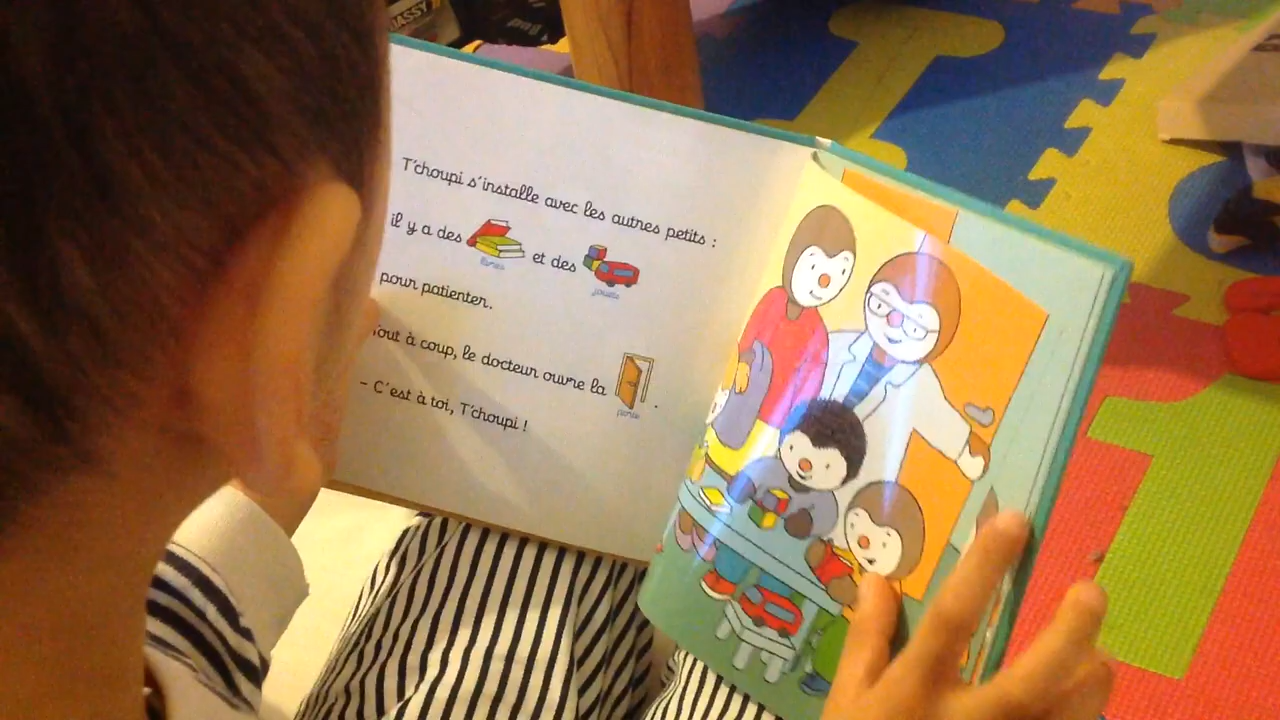 T'choupi s'installe avec les autres petits :
il y a des et des
livres
jouets
pour patienter.
Tout à coup, le docteur ouvre la .
porte
– C'est à toi, T'choupi !
1